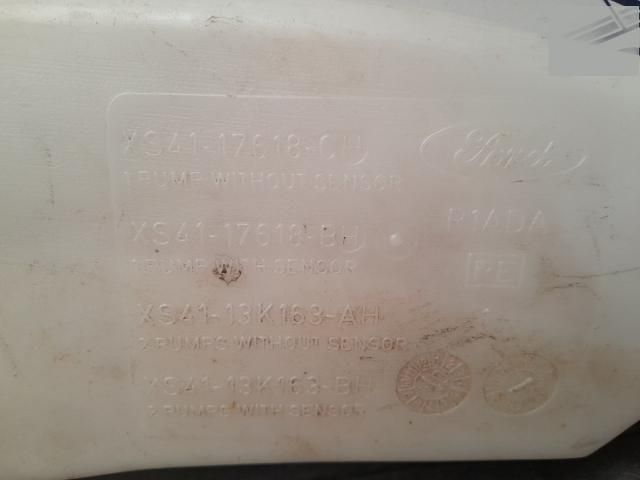 XS41-17618-CH
1 PUMP WITHOUT SENSOR
XS41-17618-BH
1 PUMP WITH SENSOR
XS41-13K163-AH
2 PUMPS WITHOUT SENSOR
XS41-13K163-BH
2 PUMPS WITH SENSOR
Ford
R1ADA
PE
1